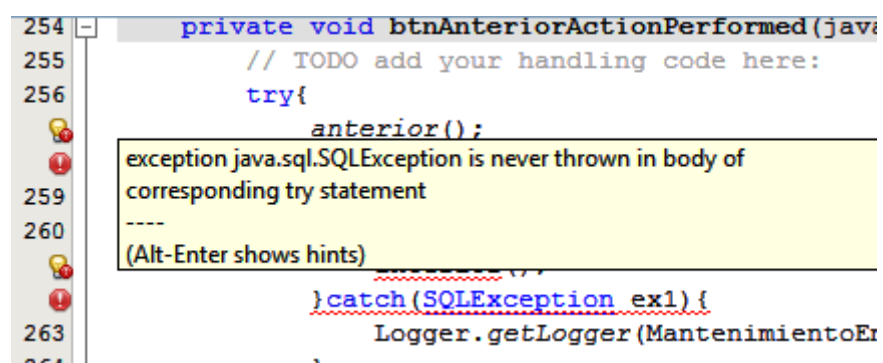 254 private void btnAnteriorActionPerformed(java
255 // TODO add your handling code here:
256 try{
anterior();
exception java.sql.SQLException is never thrown in body of
corresponding try statement
259
----
260
(Alt-Enter shows hints)
}catch(SQLException ex1){
263 Logger.getLogger(MantenimientoEm